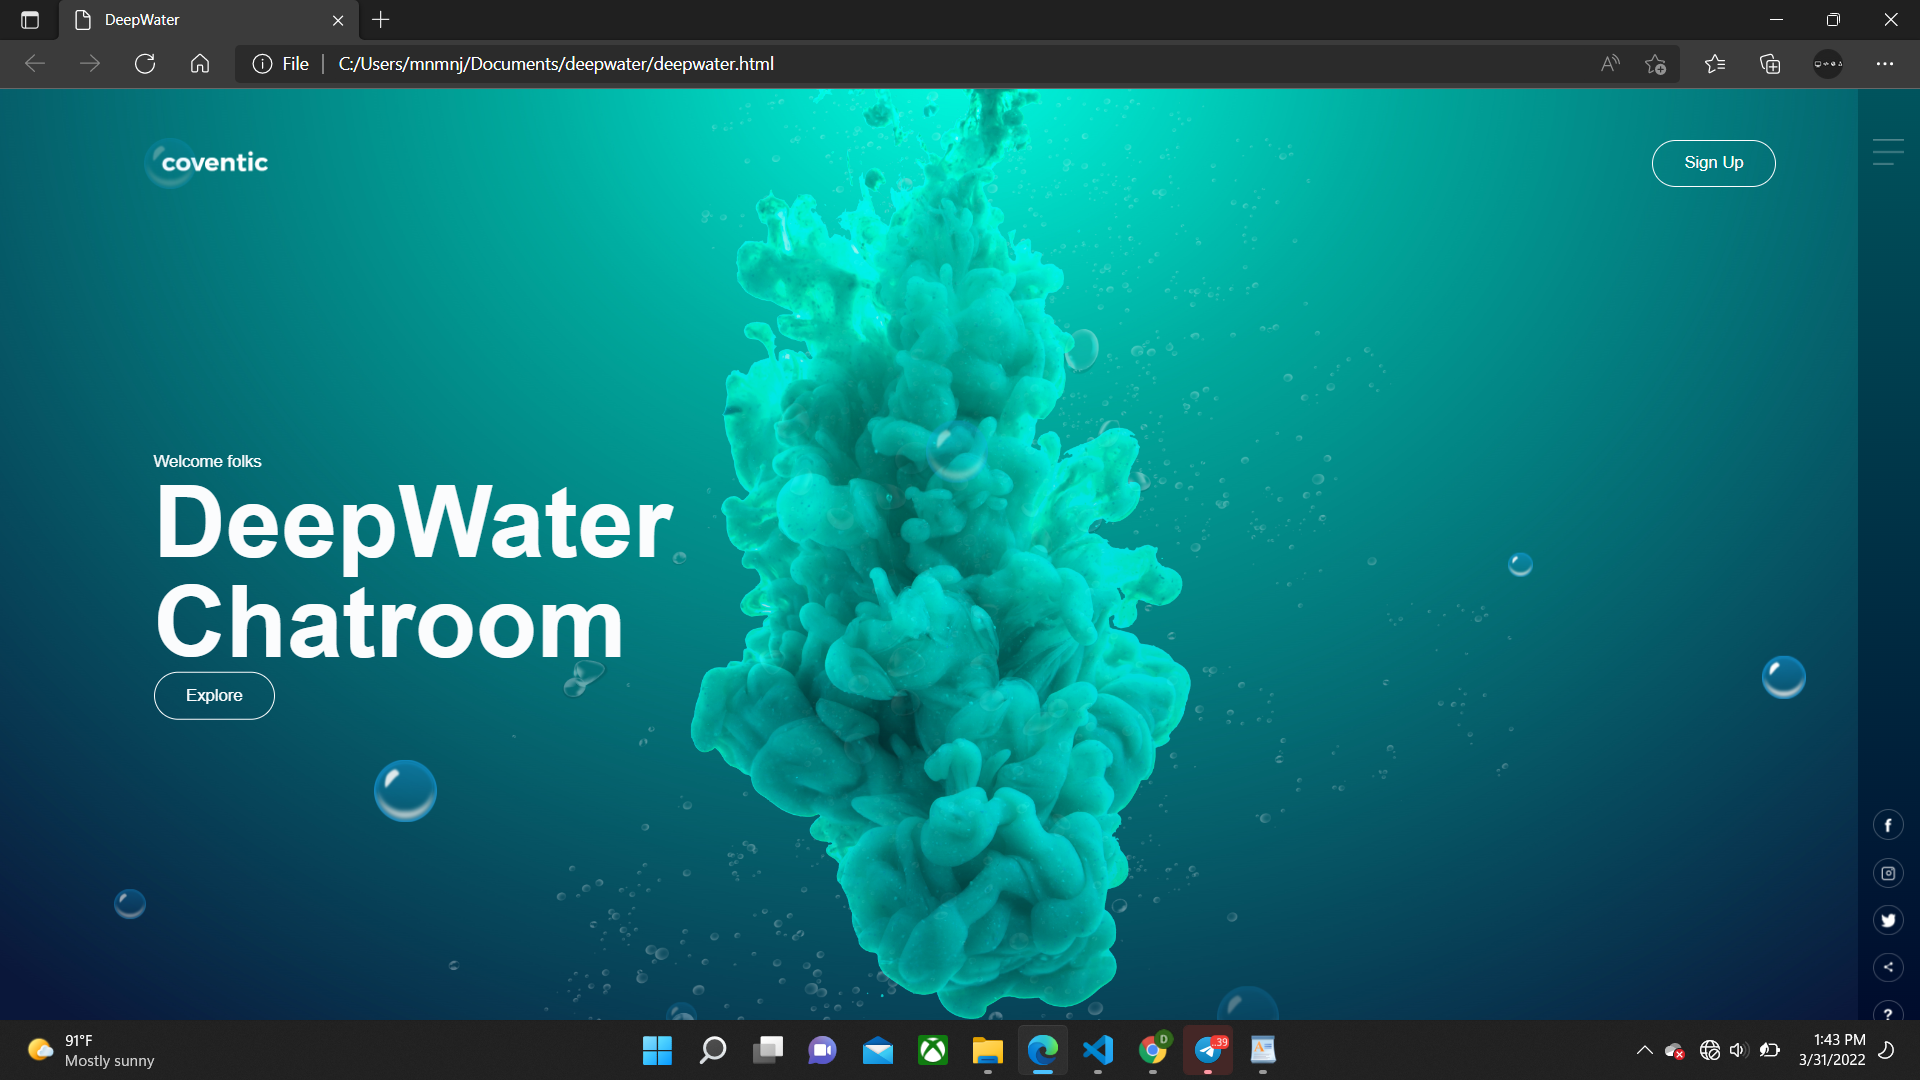 DeepWater
File
C:/Users/mnmnj/Documents/deepwater/deepwater.html
coventic
Sign Up
Welcome folks
DeepWater
Chatroom
Explore
91°F
Mostly sunny
D
..39
1:43 PM
3/31/2022